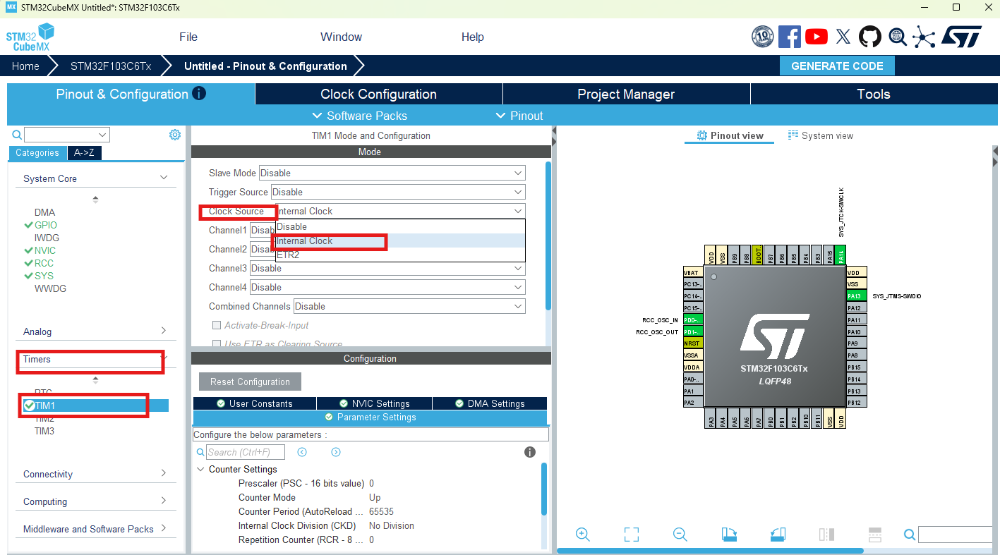 MX STM32CubeMX Untitled*: STM32F103C6Tx
STM32 CubeMX
File Window Help
10
Home STM32F103C6Tx Untitled - Pinout & Configuration GENERATE CODE
Pinout & Configuration Clock Configuration Project Manager Tools
Software Packs Pinout
Categories A->Z
System Core
DMA
GPIO
IWDG
NVIC
RCC
SYS
WWDG
Analog
Timers
RTC
TIM1
TIM2
TIM3
Connectivity
Computing
Middleware and Software Packs
TIM1 Mode and Configuration
Mode
Slave Mode Disable
Trigger Source Disable
Clock Source Internal Clock
Disable
Internal Clock
ETR2
Channel1 Disab
Channel2 Disa
Channel3 Disable
Channel4 Disable
Combined Channels Disable
Activate-Break-Input
Use ETR as Clearing Source
Configuration
Reset Configuration
User Constants NVIC Settings DMA Settings
Parameter Settings
Configure the below parameters :
Search (Ctrl+F)
Counter Settings
Prescaler (PSC - 16 bits value) 0
Counter Mode Up
Counter Period (AutoReload ... 65535
Internal Clock Division (CKD) No Division
Repetition Counter (RCR - 8 ... 0
Pinout view System view
SYS_JTCK-SWCLK
VDD VSS PB9 PB8 BOOT.. PB7 PB6 PB5 PB4 PB3 PA15 PA14
VBAT
PC13-..
PC14-..
PC15-..
RCC_OSC_IN PD0-..
RCC_OSC_OUT PD1-..
NRST
VSSA
VDDA
PA0-..
PA1
PA2
STM32F103C6Tx
LQFP48
VDD
VSS
PA13 SYS_JTMS-SWDIO
PA12
PA11
PA10
PA9
PA8
PB15
PB14
PB13
PB12
PA3 PA4 PA5 PA6 PA7 PB0 PB1 PB2 PB10 PB11 VSS VDD